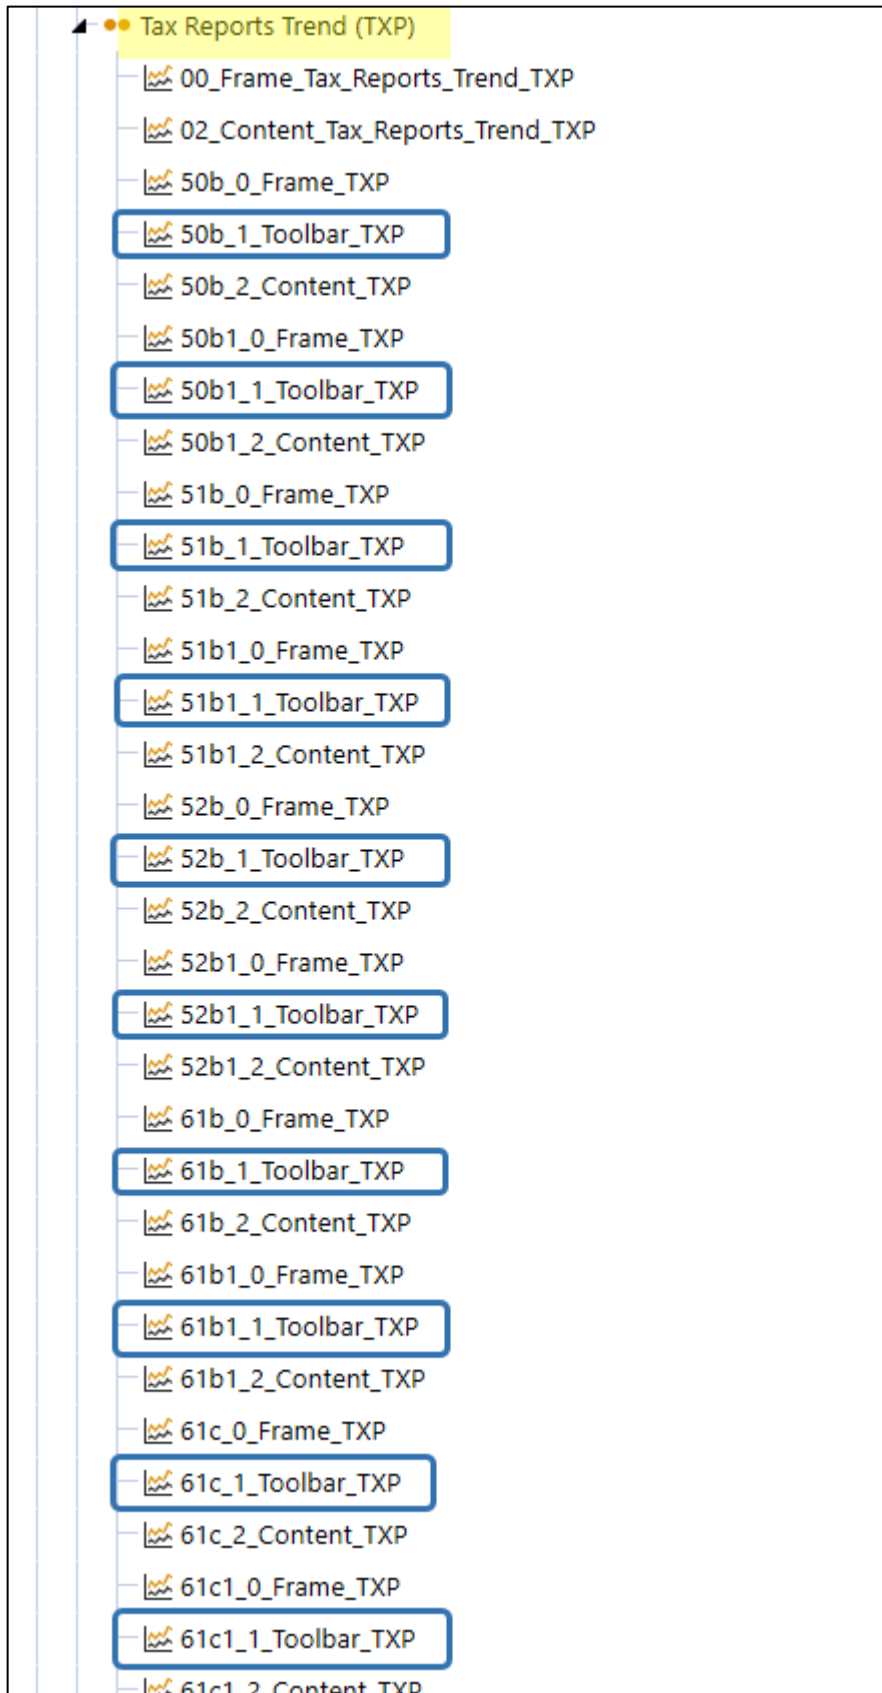 Tax Reports Trend (TXP)
00_Frame_Tax_Reports_Trend_TXP
02_Content_Tax_Reports_Trend_TXP
50b_0_Frame_TXP
50b_1_Toolbar_TXP
50b_2_Content_TXP
50b1_0_Frame_TXP
50b1_1_Toolbar_TXP
50b1_2_Content_TXP
51b_0_Frame_TXP
51b_1_Toolbar_TXP
51b_2_Content_TXP
51b1_0_Frame_TXP
51b1_1_Toolbar_TXP
51b1_2_Content_TXP
52b_0_Frame_TXP
52b_1_Toolbar_TXP
52b_2_Content_TXP
52b1_0_Frame_TXP
52b1_1_Toolbar_TXP
52b1_2_Content_TXP
61b_0_Frame_TXP
61b_1_Toolbar_TXP
61b_2_Content_TXP
61b1_0_Frame_TXP
61b1_1_Toolbar_TXP
61b1_2_Content_TXP
61c_0_Frame_TXP
61c_1_Toolbar_TXP
61c_2_Content_TXP
61c1_0_Frame_TXP
61c1_1_Toolbar_TXP
61c1_2_Content_TXP